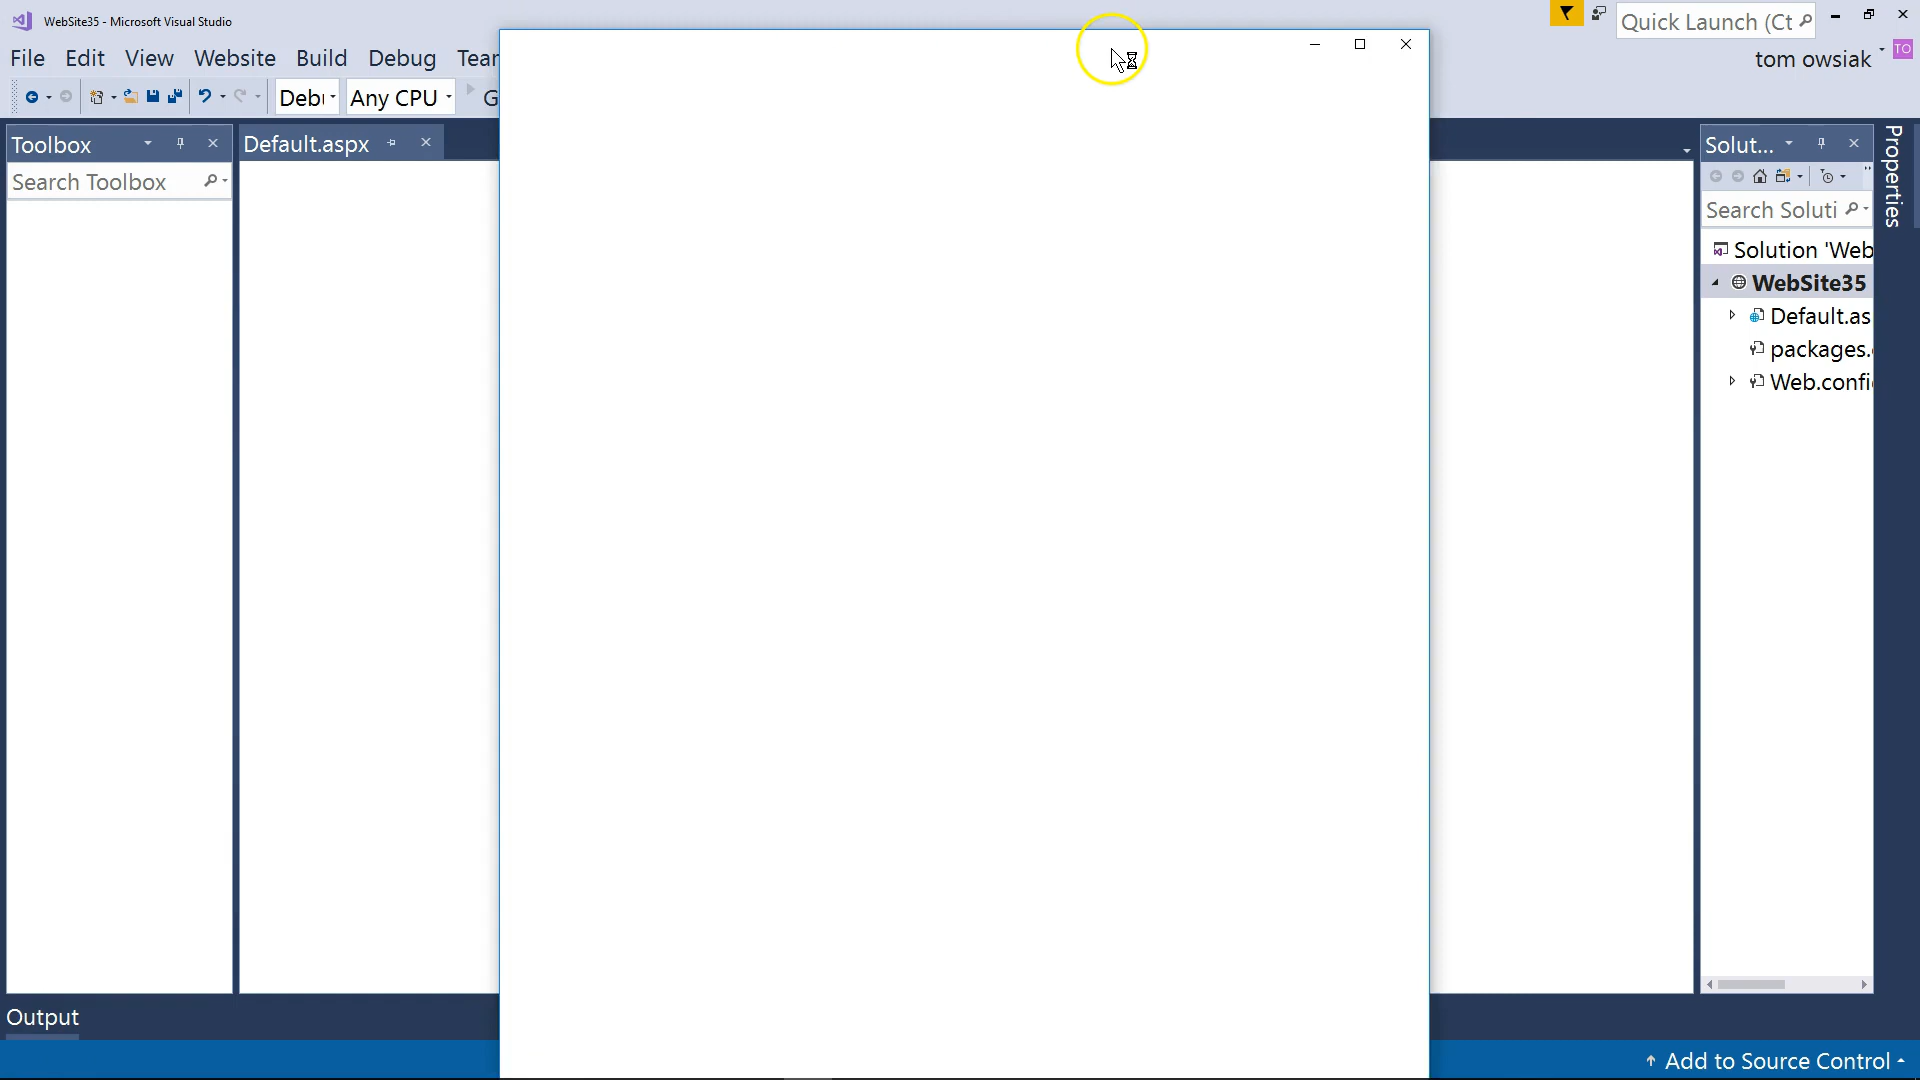 WebSite35 - Microsoft Visual Studio
Quick Launch (Ct
File Edit View Website Build Debug Tear
tom owsiak TO
Debu Any CPU G
Toolbox
Default.aspx
Solut...
Properties
Search Toolbox
Search Soluti
Solution 'Web
WebSite35
Default.as
packages.
Web.confi
Output
Add to Source Control